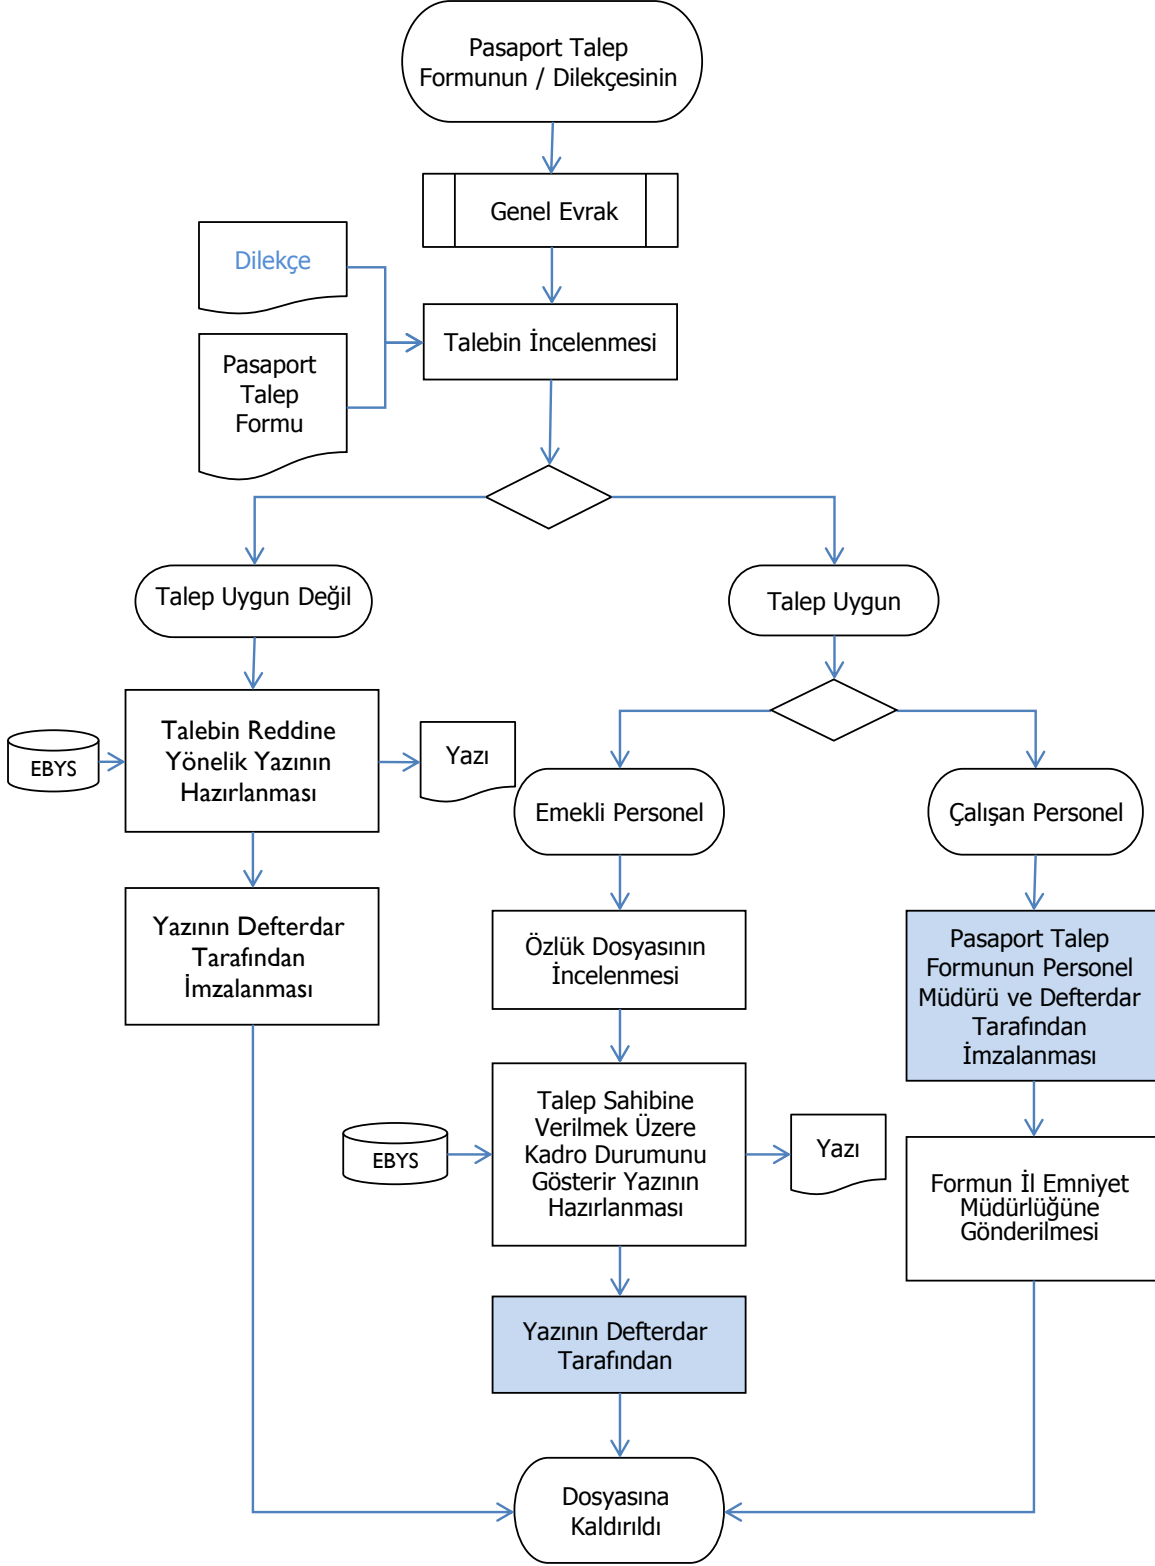 Pasaport Talep
Formunun / Dilekçesinin
Genel Evrak
Dilekçe
Talebin İncelenmesi
Pasaport
Talep
Formu
Talep Uygun Değil
Talep Uygun
Talebin Reddine
Yönelik Yazının
Hazırlanması
EBYS
Yazı
Emekli Personel
Çalışan Personel
Yazının Defterdar
Tarafından
İmzalanması
Özlük Dosyasının
İncelenmesi
Pasaport Talep
Formunun Personel
Müdürü ve Defterdar
Tarafından
İmzalanması
Talep Sahibine
Verilmek Üzere
Kadro Durumunu
Gösterir Yazının
Hazırlanması
EBYS
Yazı
Formun İl Emniyet
Müdürlüğüne
Gönderilmesi
Yazının Defterdar
Tarafından
Dosyasına
Kaldırıldı